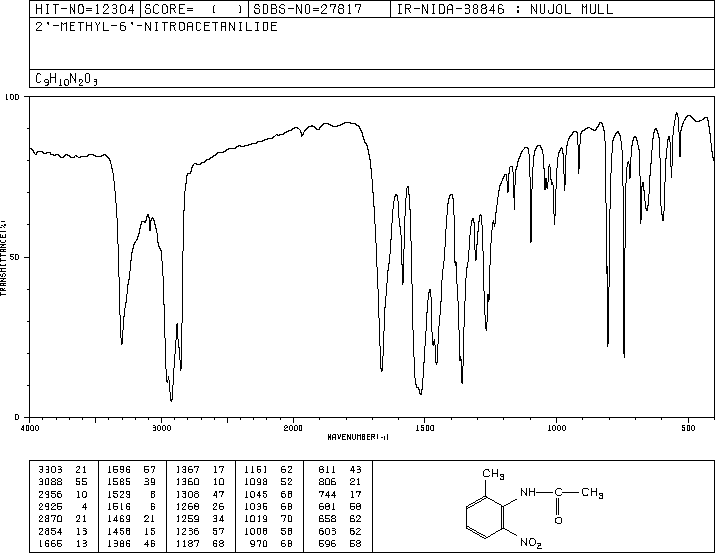 HIT-NO=12304 SCORE= ( ) SDBS-NO=27817 IR-NIDA-38846 : NUJOL MULL
2'-METHYL-6'-NITROACETANILIDE
C9H10N2O3
100
50
0
TRANSMITTANCE(%)
4000 3000 2000 1500 1000 500
WAVENUMBER(-1)
3303 21 1596 57 1367 17 1161 62 811 43
3088 55 1585 39 1360 10 1098 52 806 21
2956 10 1529 8 1308 47 1045 68 744 17
2925 4 1516 6 1268 26 1036 68 681 58
2870 21 1469 21 1259 34 1019 70 658 62
2854 13 1458 15 1236 57 1008 58 603 62
1665 13 1386 46 1187 68 970 68 596 58
CH3
NH C CH3
O
NO2